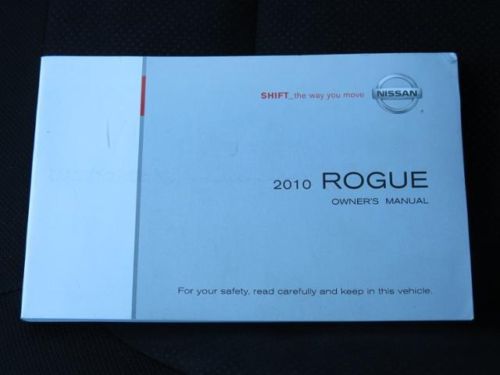 SHIFT_the way you move
NISSAN
2010 ROGUE
OWNER'S MANUAL
For your safety, read carefully and keep in this vehicle.